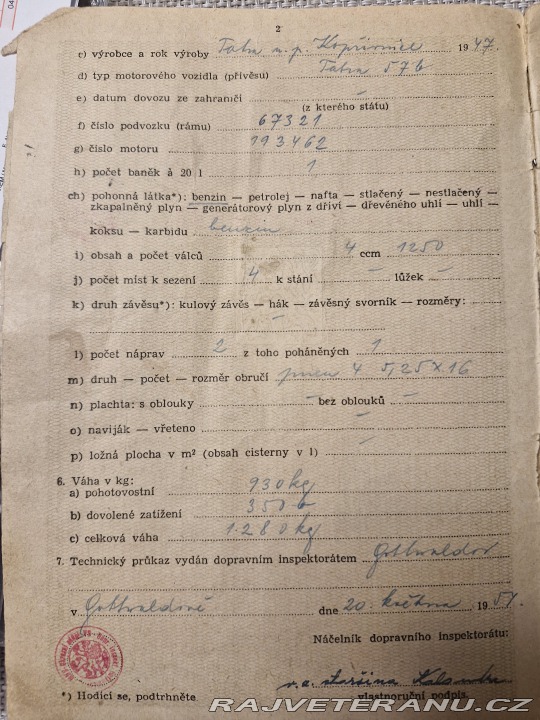 2
c) výrobce a rok výroby Tatra n. p. Kopřivnice 1947.
d) typ motorového vozidla (přívěsu) Tatra 57b
e) datum dovozu ze zahraničí —
(z kterého státu)
f) číslo podvozku (rámu) 67321
g) číslo motoru 193462
h) počet baněk à 20 l 1
ch) pohonná látka*): benzin — petrolej — nafta — stlačený — nestlačený —
zkapalněný plyn — generátorový plyn z dříví — dřevěného uhlí — uhlí —
koksu — karbidu benzin
i) obsah a počet válců 4 ccm 1250
j) počet míst k sezení 4 k stání — lůžek —
k) druh závěsu*): kulový závěs — hák — závěsný svorník — rozměry:
—
l) počet náprav 2 z toho poháněných 1
m) druh — počet — rozměr obručí pneu 4 5,25 x 16
n) plachta: s oblouky — bez oblouků —
o) naviják — vřeteno —
p) ložná plocha v m² (obsah cisterny v l) —
6. Váha v kg:
a) pohotovostní 930 kg
b) dovolené zatížení 350
c) celková váha 1280 kg
7. Technický průkaz vydán dopravním inspektorátem Gottwaldov
v Gottwaldově dne 20. května 1951.
Náčelník dopravního inspektorátu:
v. z. staršina
*) Hodící se, podtrhněte vlastnoruční podpis.
RAJVETERANU.CZ